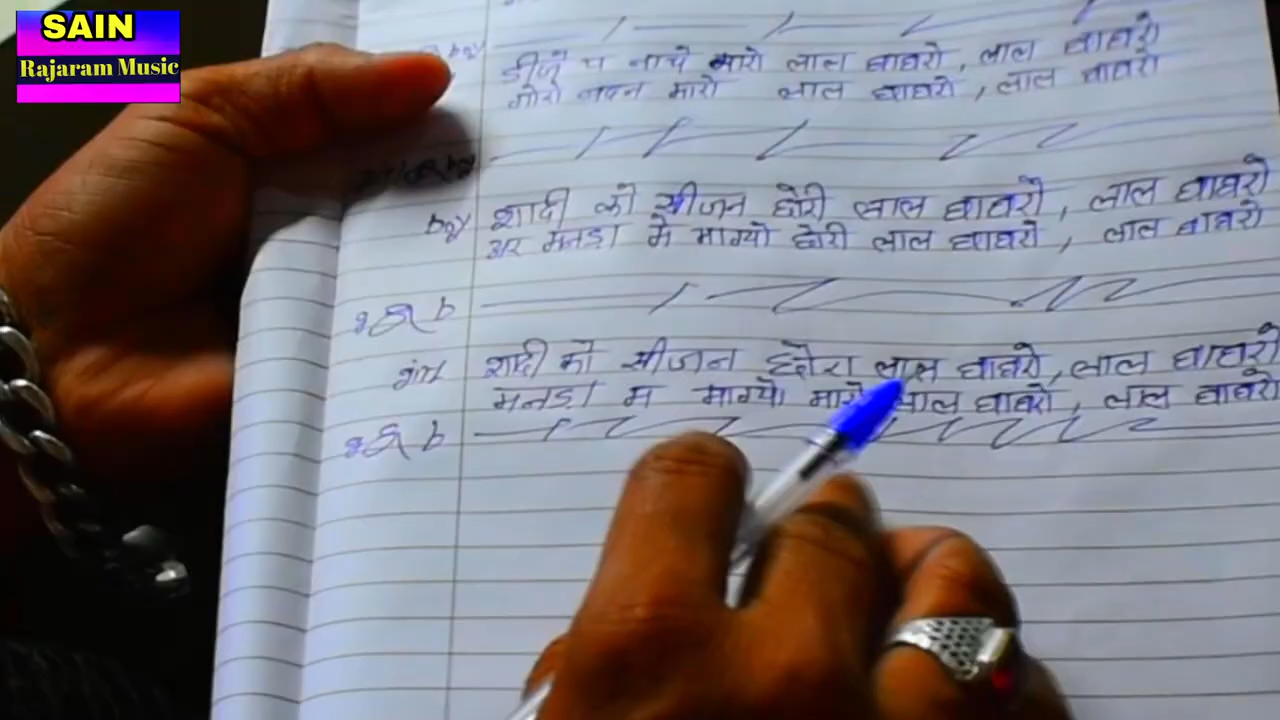 SAIN
Rajaram Music
boy
डीजे प नाचे मारो लाल घाघरो, लाल घाघरो
गोरो बदन मारो लाल घाघरो, लाल घाघरो
boy शादी को सीजन छोरी लाल घाघरो, लाल घाघरो
अर मनडा में भाग्यो छोरी लाल घाघरो, लाल घाघरो
g & b
girl शादी को सीजन छोरा लाल घाघरो, लाल घाघरो
मनडा म भाग्यो मारो लाल घाघरो, लाल घाघरो
g & b